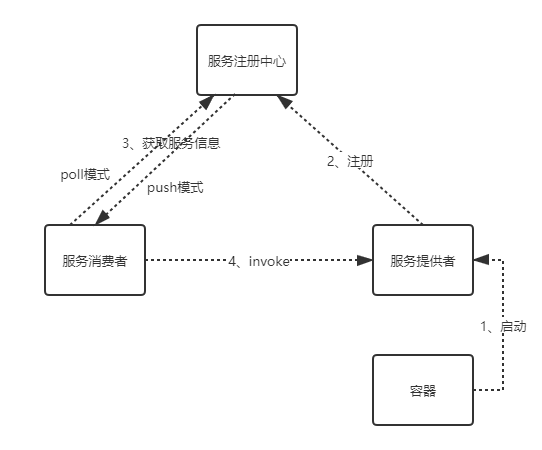 服务注册中心
3、获取服务信息
2、注册
poll模式
push模式
服务消费者
4、invoke
服务提供者
1、启动
容器